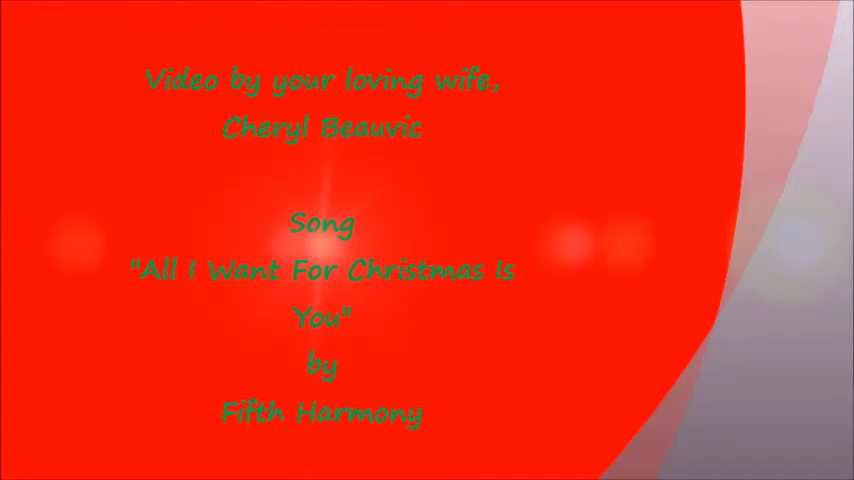 Video by your loving wife,
Cheryl Beauvic
Song
"All I Want For Christmas Is
You"
by
Fifth Harmony